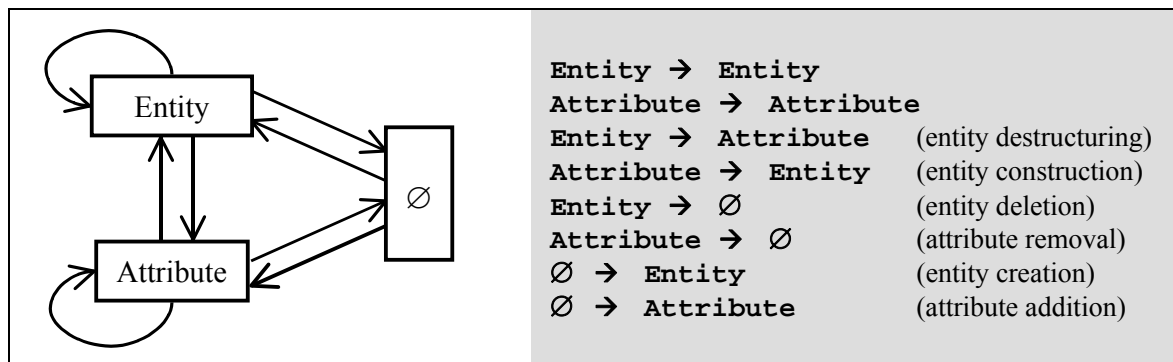 Entity
∅
Attribute
Entity → Entity
Attribute → Attribute
Entity → Attribute (entity destructuring)
Attribute → Entity (entity construction)
Entity → ∅ (entity deletion)
Attribute → ∅ (attribute removal)
∅ → Entity (entity creation)
∅ → Attribute (attribute addition)